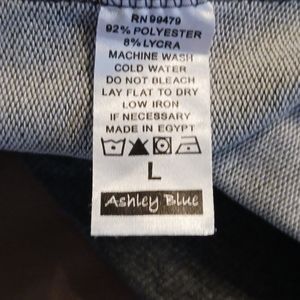 RN 99479
92% POLYESTER
8% LYCRA
MACHINE WASH
COLD WATER
DO NOT BLEACH
LAY FLAT TO DRY
LOW IRON
IF NECESSARY
MADE IN EGYPT
L
Ashley Blue